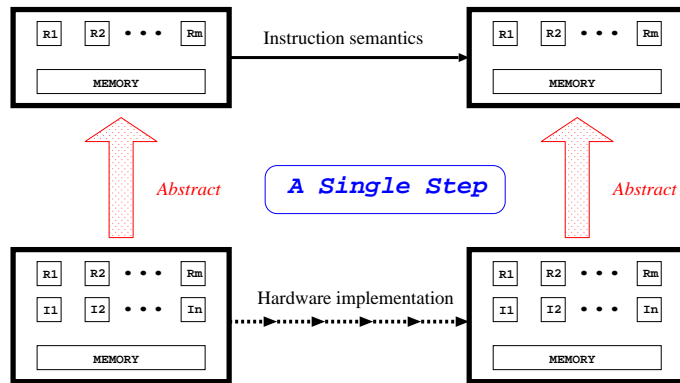 R1 R2 • • • Rm
MEMORY
Instruction semantics
R1 R2 • • • Rm
MEMORY
Abstract
A Single Step
Abstract
R1 R2 • • • Rm
I1 I2 • • • In
MEMORY
Hardware implementation
R1 R2 • • • Rm
I1 I2 • • • In
MEMORY